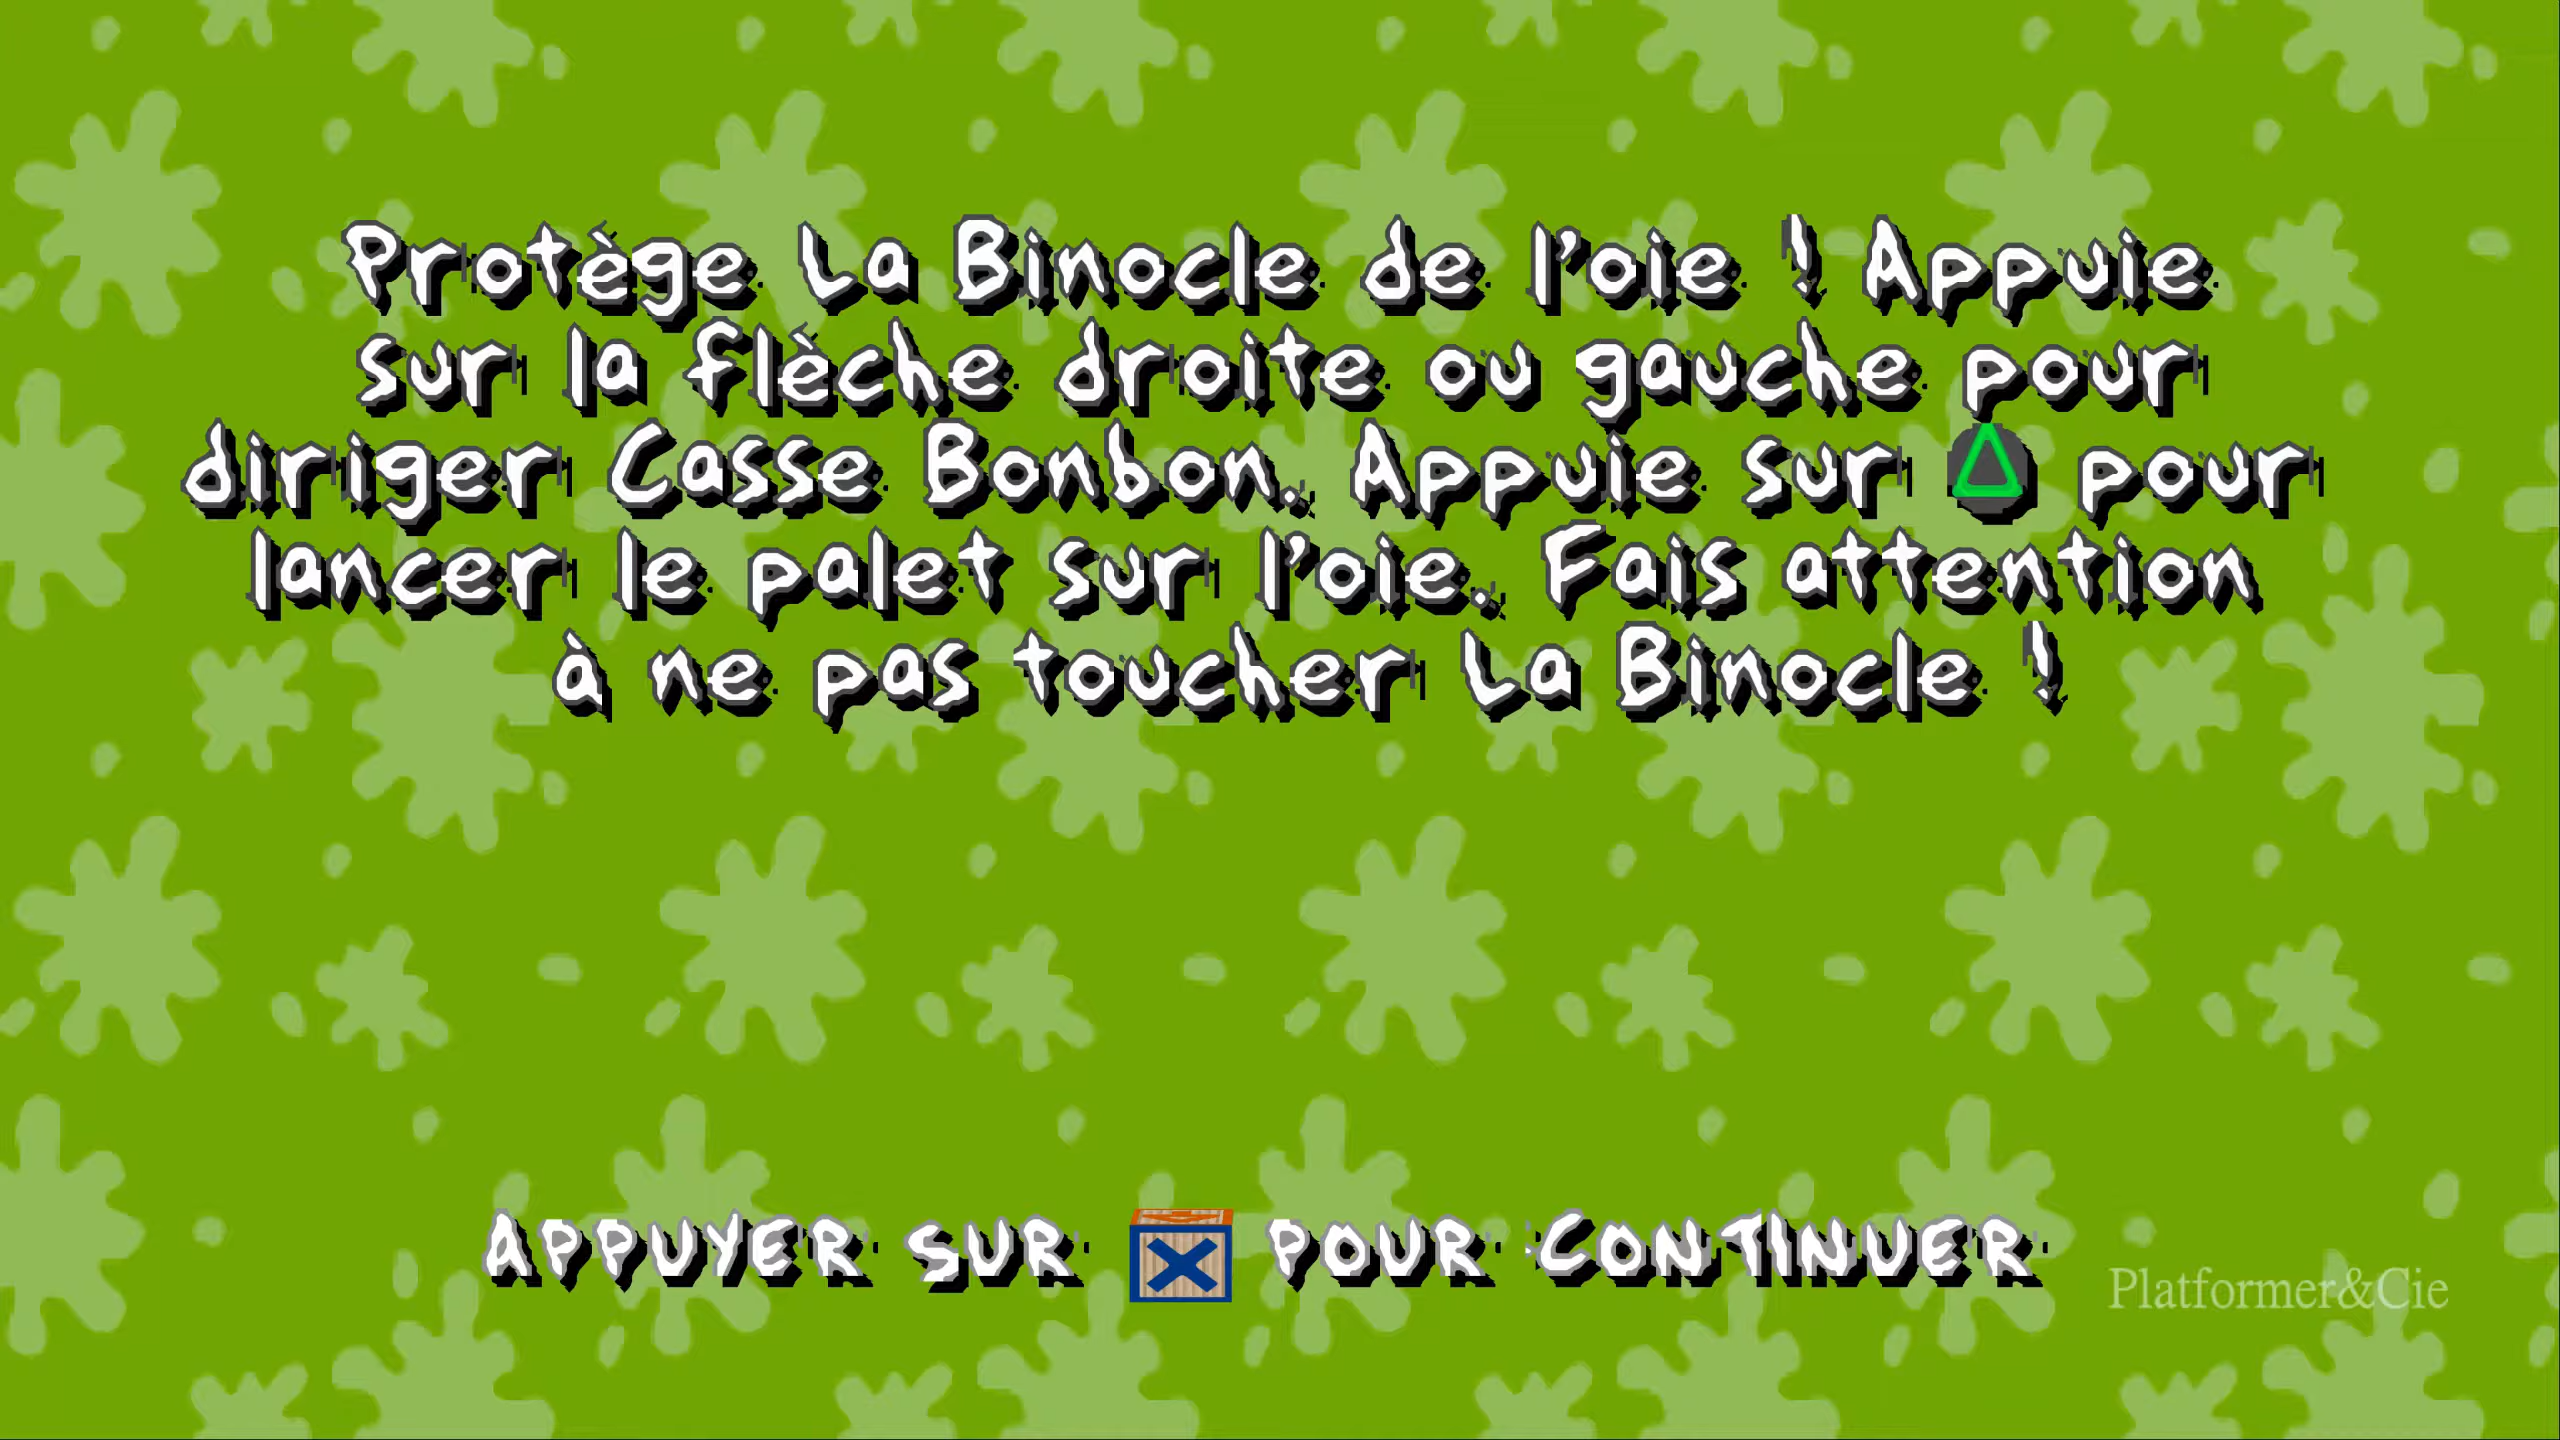 Protège La Binocle de l'oie ! Appuie
sur la flèche droite ou gauche pour
diriger Casse Bonbon. Appuie sur △ pour
lancer le palet sur l'oie. Fais attention
à ne pas toucher La Binocle !
APPUYER SUR X POUR CONTINUER
Platformer&Cie